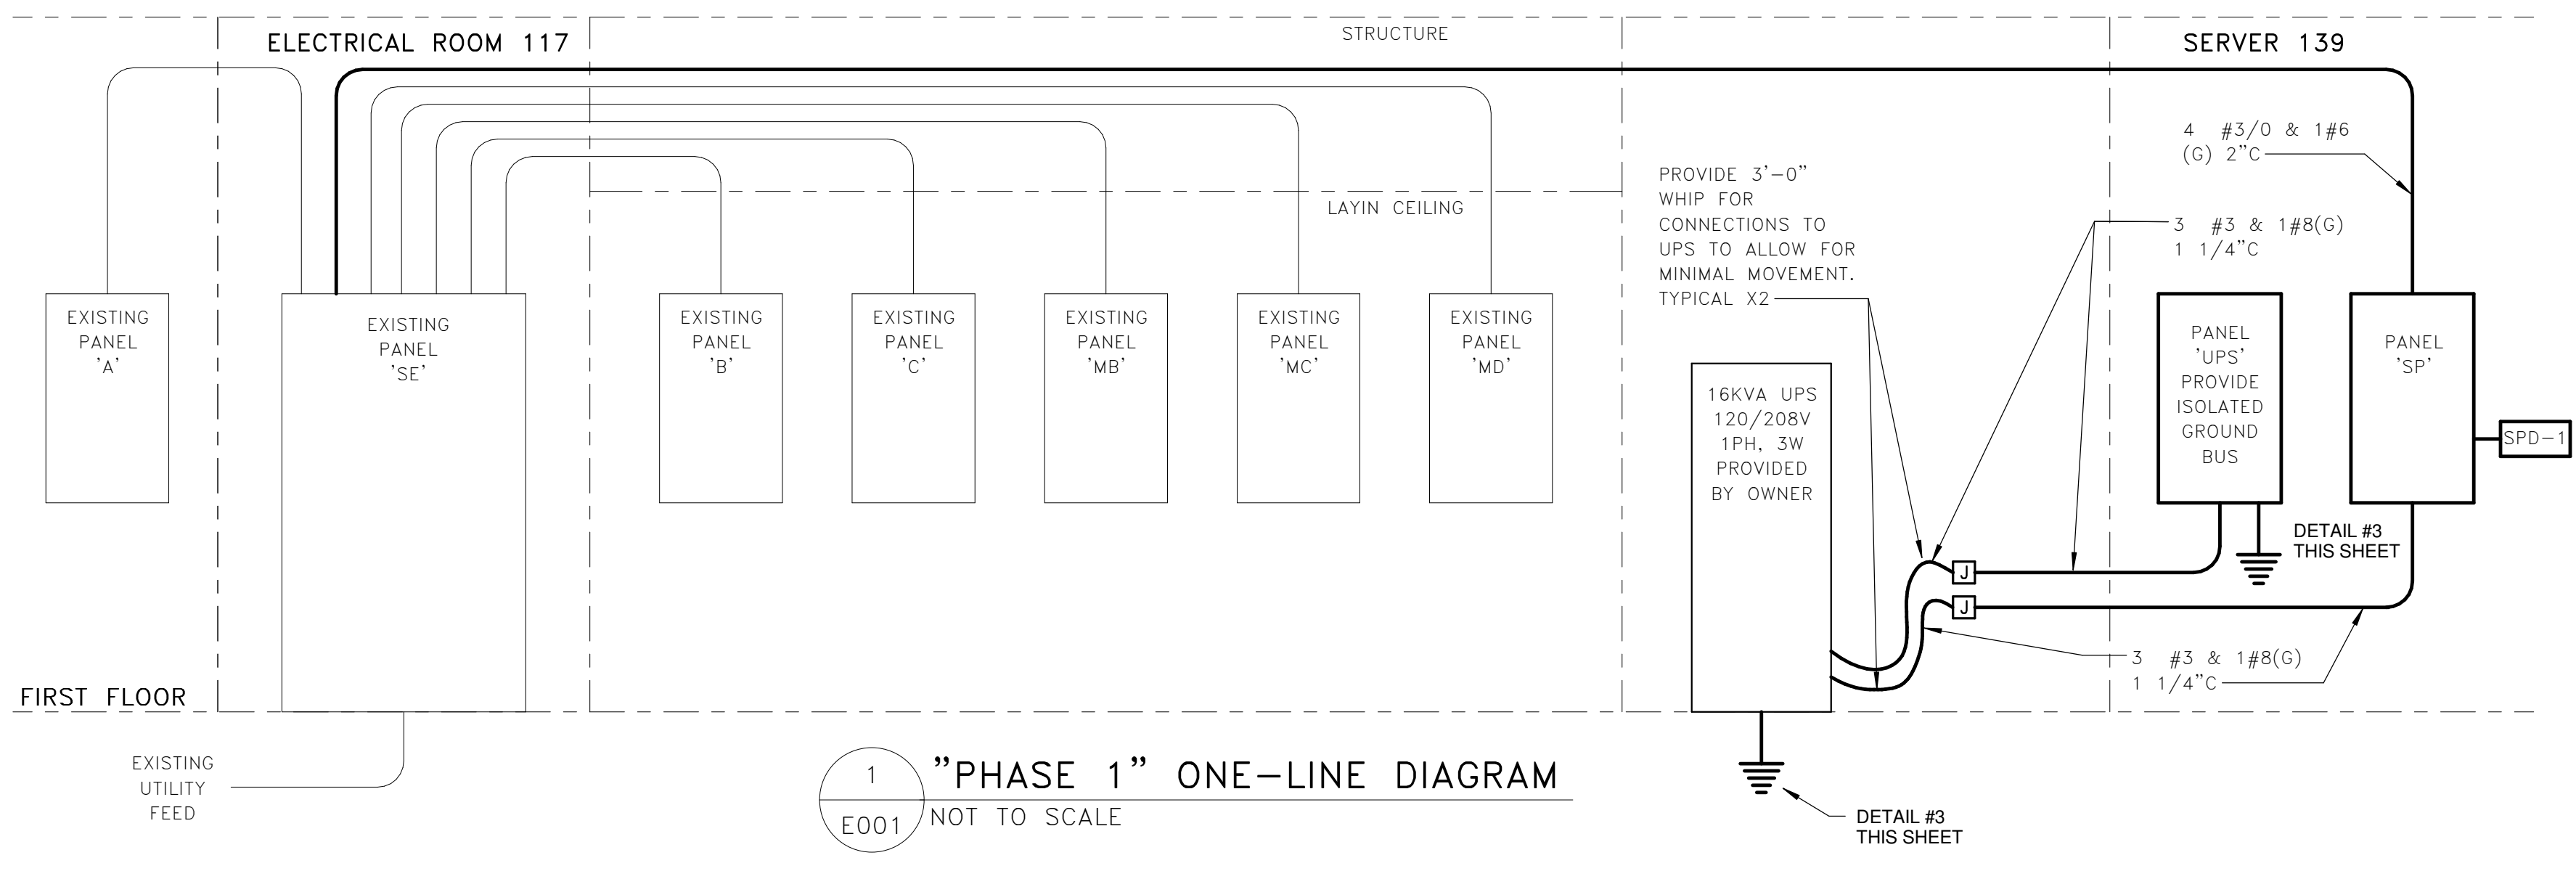 ELECTRICAL ROOM 117
STRUCTURE
SERVER 139
4 #3/0 & 1#6
(G) 2"C
PROVIDE 3'-0"
WHIP FOR
CONNECTIONS TO
UPS TO ALLOW FOR
MINIMAL MOVEMENT.
TYPICAL X2
LAYIN CEILING
3 #3 & 1#8(G)
1 1/4"C
EXISTING
PANEL
'A'
EXISTING
PANEL
'SE'
EXISTING
PANEL
'B'
EXISTING
PANEL
'C'
EXISTING
PANEL
'MB'
EXISTING
PANEL
'MC'
EXISTING
PANEL
'MD'
16KVA UPS
120/208V
1PH, 3W
PROVIDED
BY OWNER
PANEL
'UPS'
PROVIDE
ISOLATED
GROUND
BUS
PANEL
'SP'
SPD-1
DETAIL #3
THIS SHEET
J
J
3 #3 & 1#8(G)
1 1/4"C
FIRST FLOOR
EXISTING
UTILITY
FEED
1
E001
"PHASE 1" ONE-LINE DIAGRAM
NOT TO SCALE
DETAIL #3
THIS SHEET